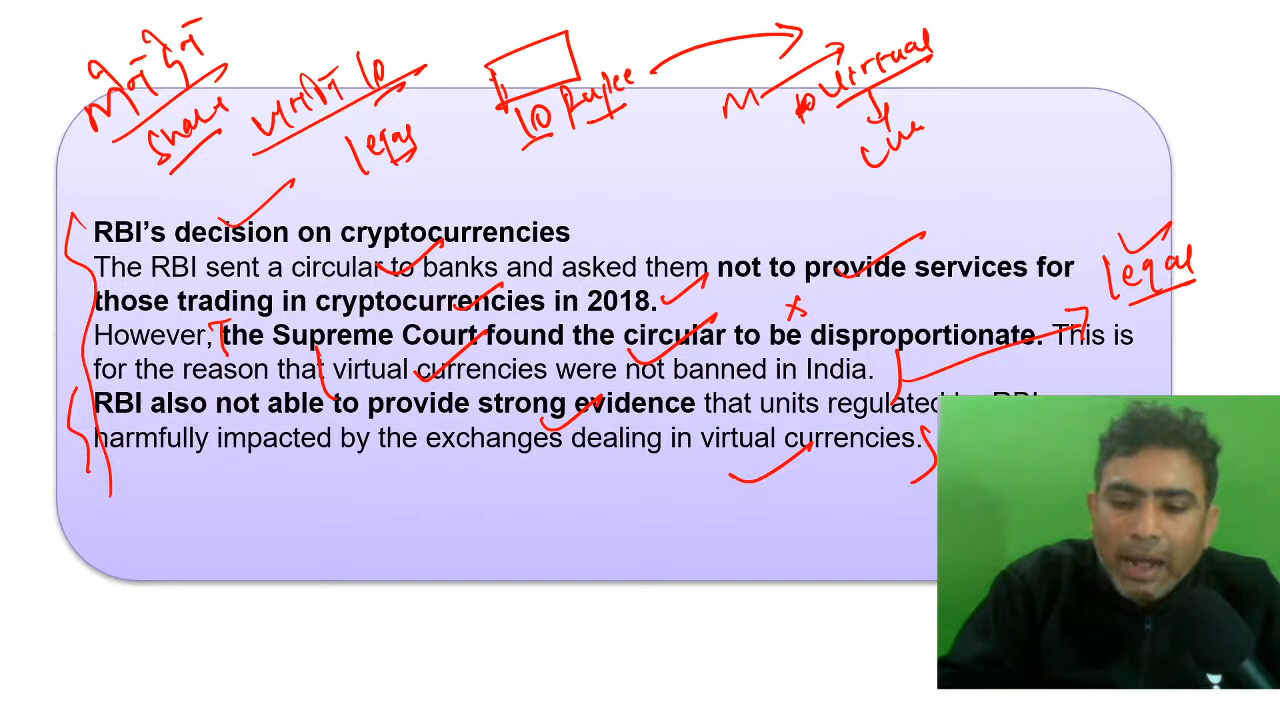 Share
legal
10 Rupee
virtual
legal
RBI’s decision on cryptocurrencies
The RBI sent a circular to banks and asked them not to provide services for
those trading in cryptocurrencies in 2018.
However, the Supreme Court found the circular to be disproportionate. This is
for the reason that virtual currencies were not banned in India.
RBI also not able to provide strong evidence that units regulated
harmfully impacted by the exchanges dealing in virtual currencies.